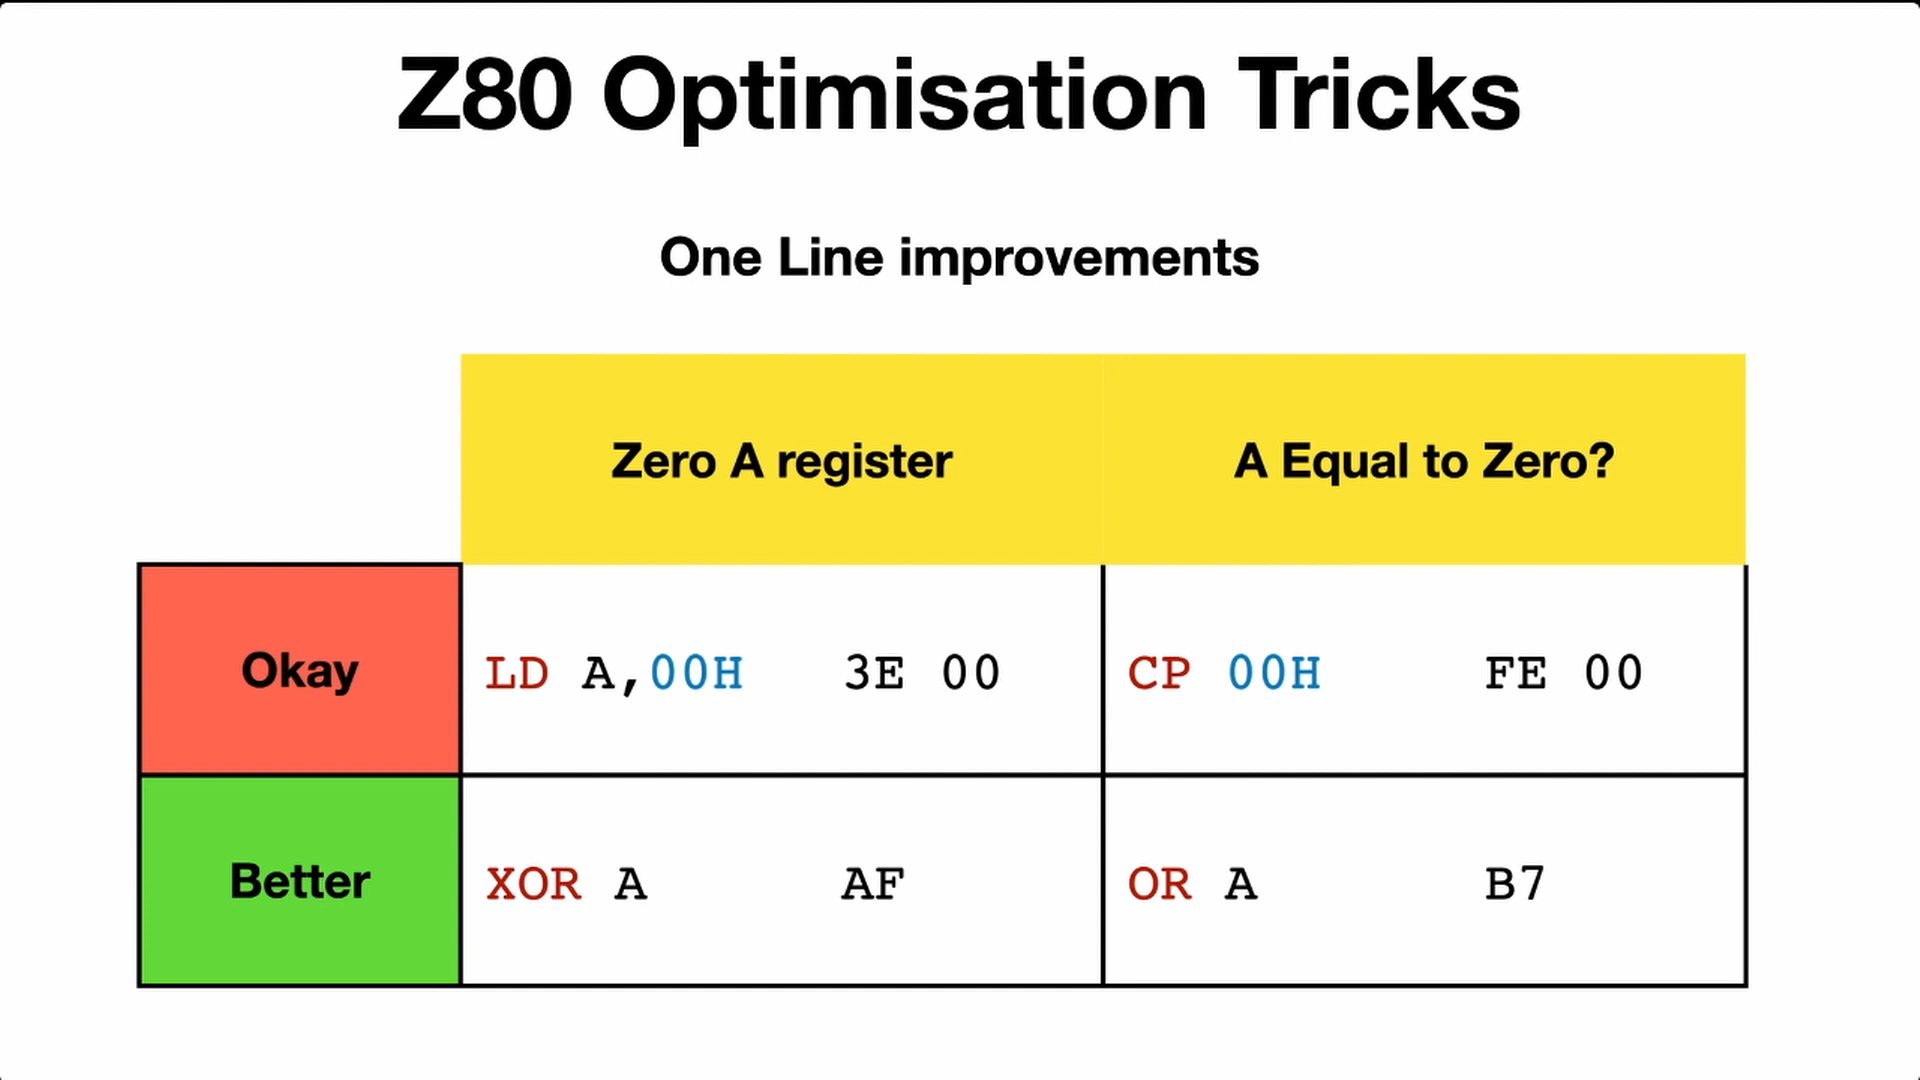 Z80 Optimisation Tricks
One Line improvements
Zero A register A Equal to Zero?
Okay LD A,00H 3E 00 CP 00H FE 00
Better XOR A AF OR A B7